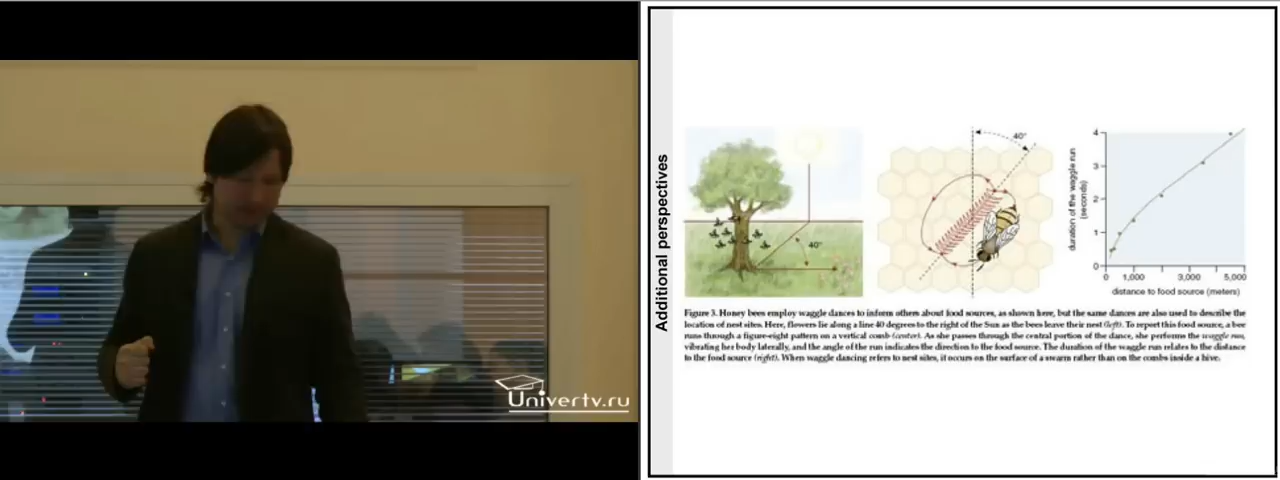 Univertv.ru
Additional perspectives
40°
40°
duration of the waggle run
(seconds)
4
3
2
1
0
0 1,000 3,000 5,000
distance to food source (meters)
Figure 3. Honey bees employ waggle dances to inform others about food sources, as shown here, but the same dances are also used to describe the
location of nest sites. Here, flowers lie along a line 40 degrees to the right of the Sun as the bees leave their nest (left). To report this food source, a bee
runs through a figure-eight pattern on a vertical comb (center). As she passes through the central portion of the dance, she performs the waggle run,
vibrating her body laterally, and the angle of the run indicates the direction to the food source. The duration of the waggle run relates to the distance
to the food source (right). When waggle dancing refers to nest sites, it occurs on the surface of a swarm rather than on the combs inside a hive.